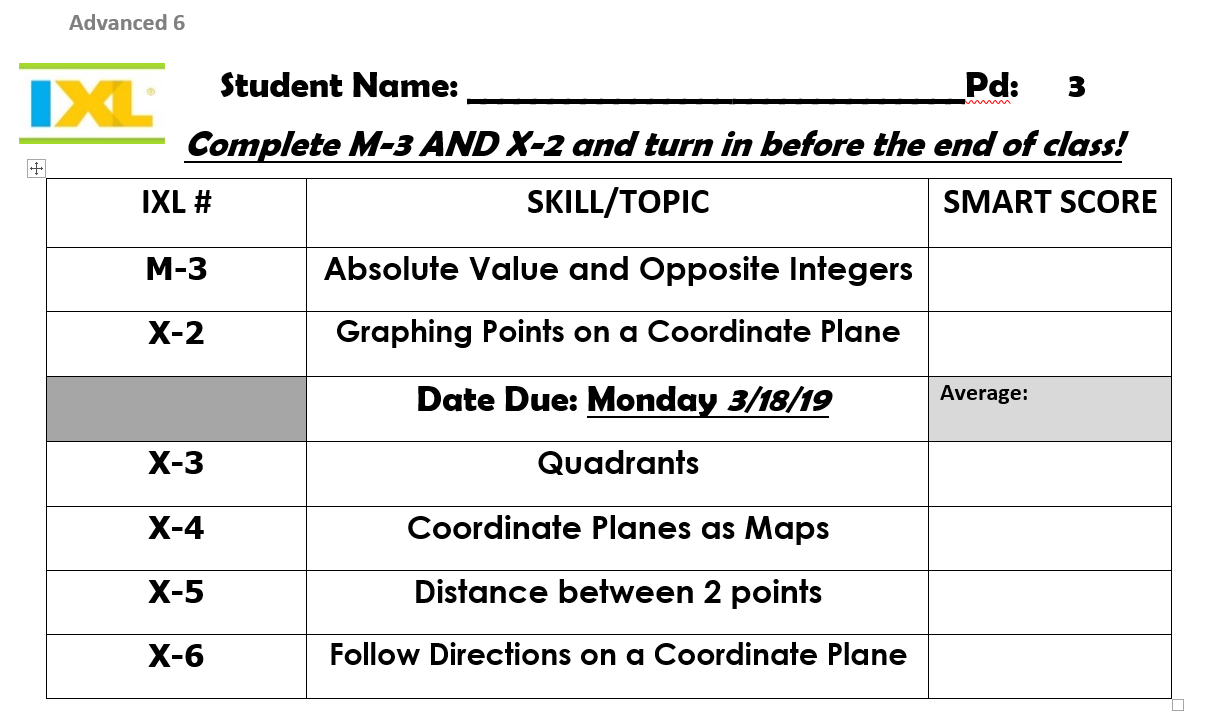 Advanced 6
IXL®
Student Name: ______________________________Pd: 3
Complete M-3 AND X-2 and turn in before the end of class!
IXL # SKILL/TOPIC SMART SCORE
M-3 Absolute Value and Opposite Integers
X-2 Graphing Points on a Coordinate Plane
Date Due: Monday 3/18/19 Average:
X-3 Quadrants
X-4 Coordinate Planes as Maps
X-5 Distance between 2 points
X-6 Follow Directions on a Coordinate Plane